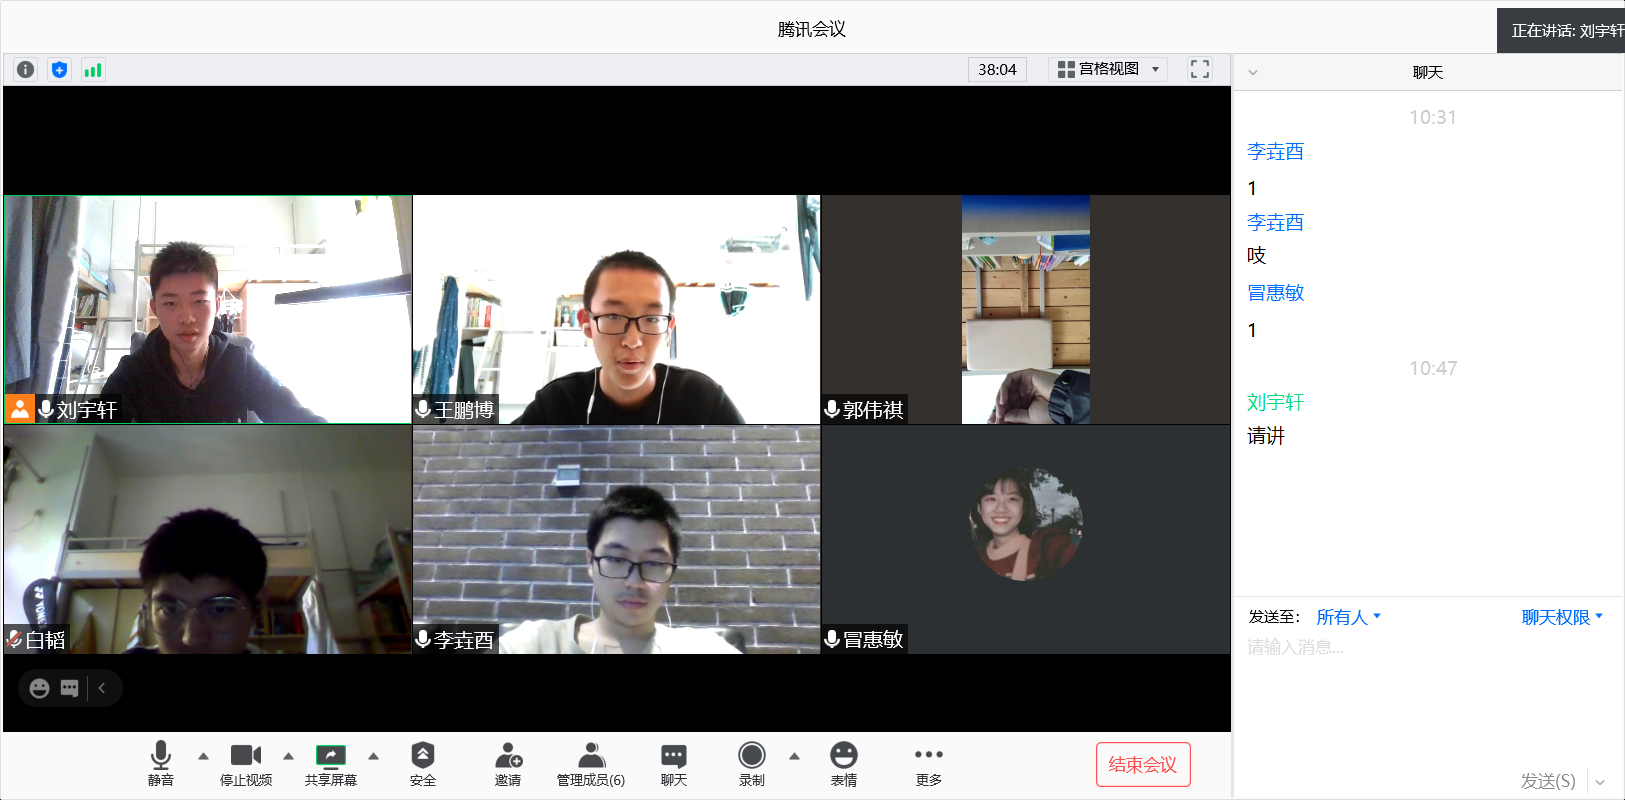 腾讯会议
正在讲话: 刘宇轩
38:04
宫格视图
聊天
10:31
李垚酉
1
李垚酉
吱
冒惠敏
1
10:47
刘宇轩
请讲
刘宇轩
王鹏博
郭伟祺
白韬
李垚酉
冒惠敏
发送至:
所有人
聊天权限
请输入消息...
静音
停止视频
共享屏幕
安全
邀请
管理成员(6)
聊天
录制
表情
更多
结束会议
发送(S)